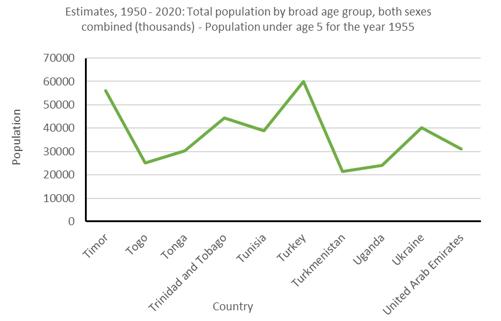 Estimates, 1950 - 2020: Total population by broad age group, both sexes
combined (thousands) - Population under age 5 for the year 1955
Population
70000
60000
50000
40000
30000
20000
10000
0
Timor
Togo
Tonga
Trinidad and Tobago
Tunisia
Turkey
Turkmenistan
Uganda
Ukraine
United Arab Emirates
Country